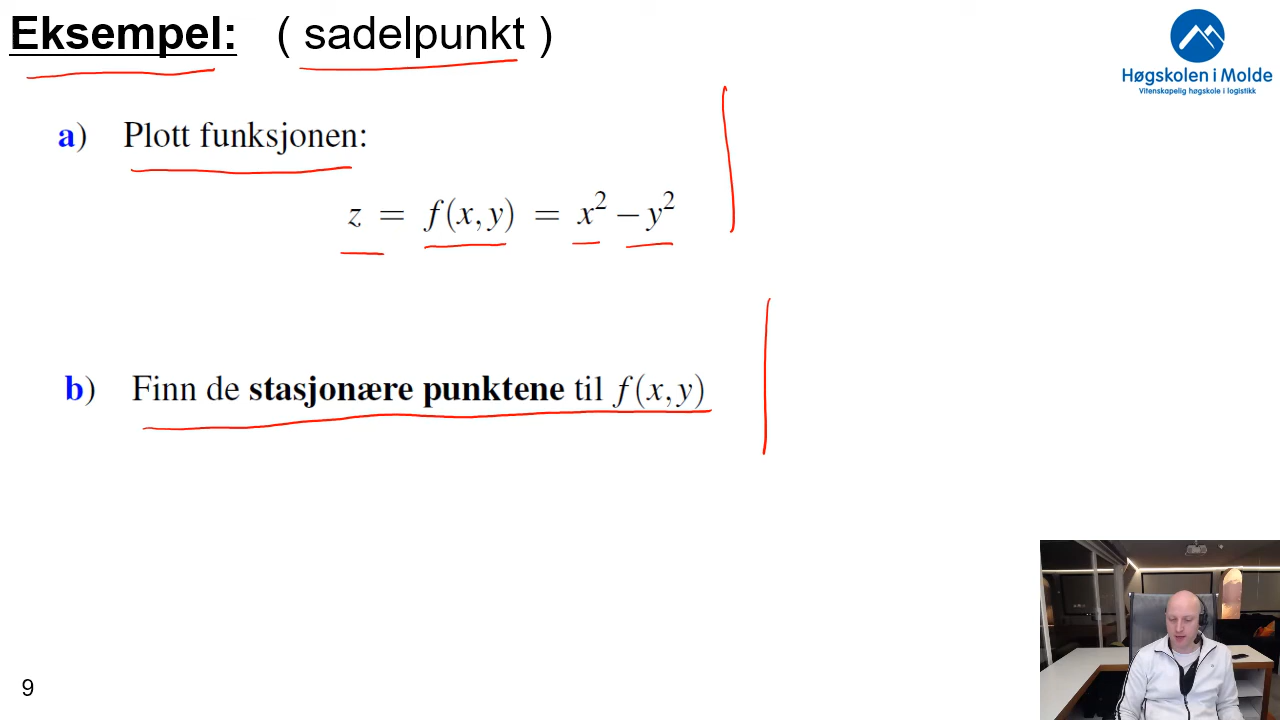 Eksempel: ( sadelpunkt )
Høgskolen i Molde
Vitenskapelig høgskole i logistikk
a) Plott funksjonen:
z = f(x, y) = x² − y²
b) Finn de stasjonære punktene til f(x, y)
9